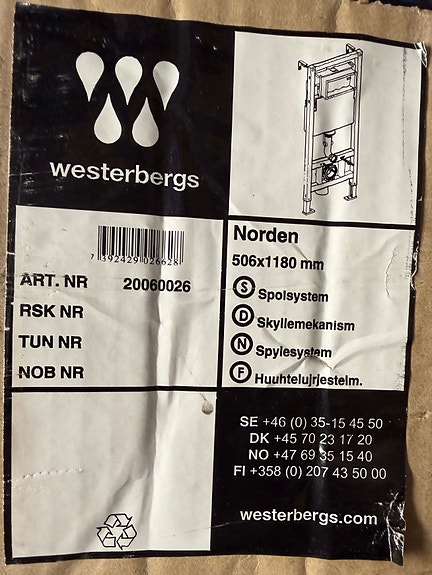 westerbergs
7 392429 026628
ART. NR 20060026
RSK NR
TUN NR
NOB NR
Norden
506x1180 mm
S Spolsystem
D Skyllemekanism
N Spylesystem
F Huuhtelujrjestelm.
SE +46 (0) 35-15 45 50
DK +45 70 23 17 20
NO +47 69 35 15 40
FI +358 (0) 207 43 50 00
westerbergs.com